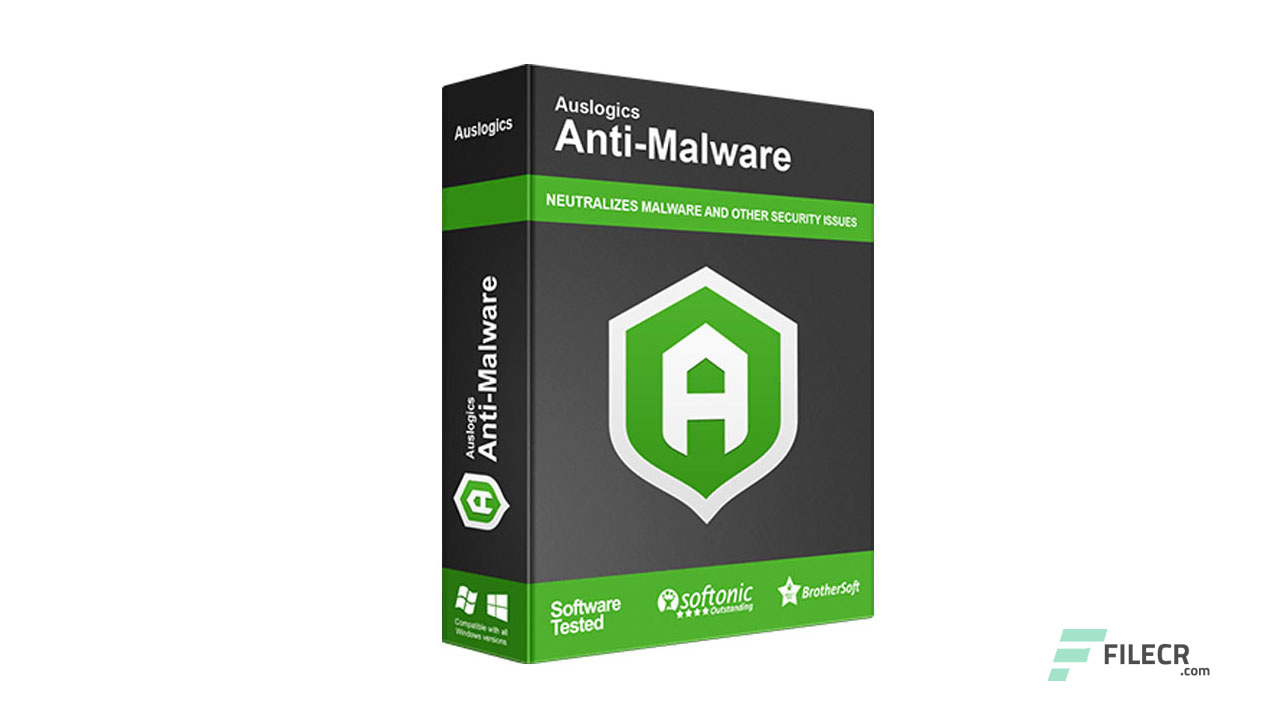 Auslogics
Auslogics
Anti-Malware
NEUTRALIZES MALWARE AND OTHER SECURITY ISSUES
Auslogics
Anti-Malware
Compatible with all
Windows versions
Software
Tested
softonic
Outstanding
BrotherSoft
FILECR
.com